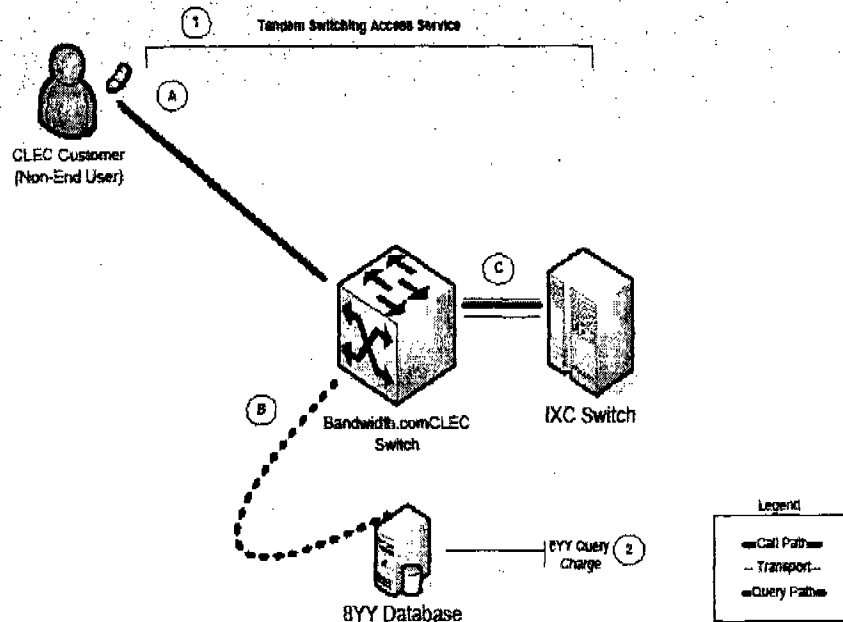 1 Tandem Switching Access Service
A
CLEC Customer
(Non-End User)
C
Bandwidth.comCLEC
Switch
IXC Switch
B
8YY Query
Charge 2
8YY Database
Legend
Call Path
Transport
Query Path